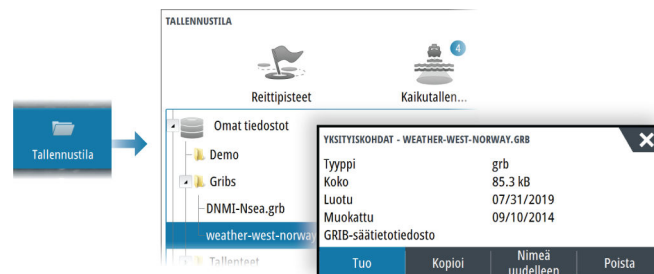 TALLENNUSTILA
4
Reittipisteet Kaikutallen...
Tallennustila
Omat tiedostot
Demo
Gribs
DNMI-Nsea.grb
weather-west-norway
Tallenteet
YKSITYISKOHDAT - WEATHER-WEST-NORWAY.GRB
Tyyppi grb
Koko 85.3 kB
Luotu 07/31/2019
Muokattu 09/10/2014
GRIB-säätietotiedosto
Tuo Kopioi Nimeä uudelleen Poista